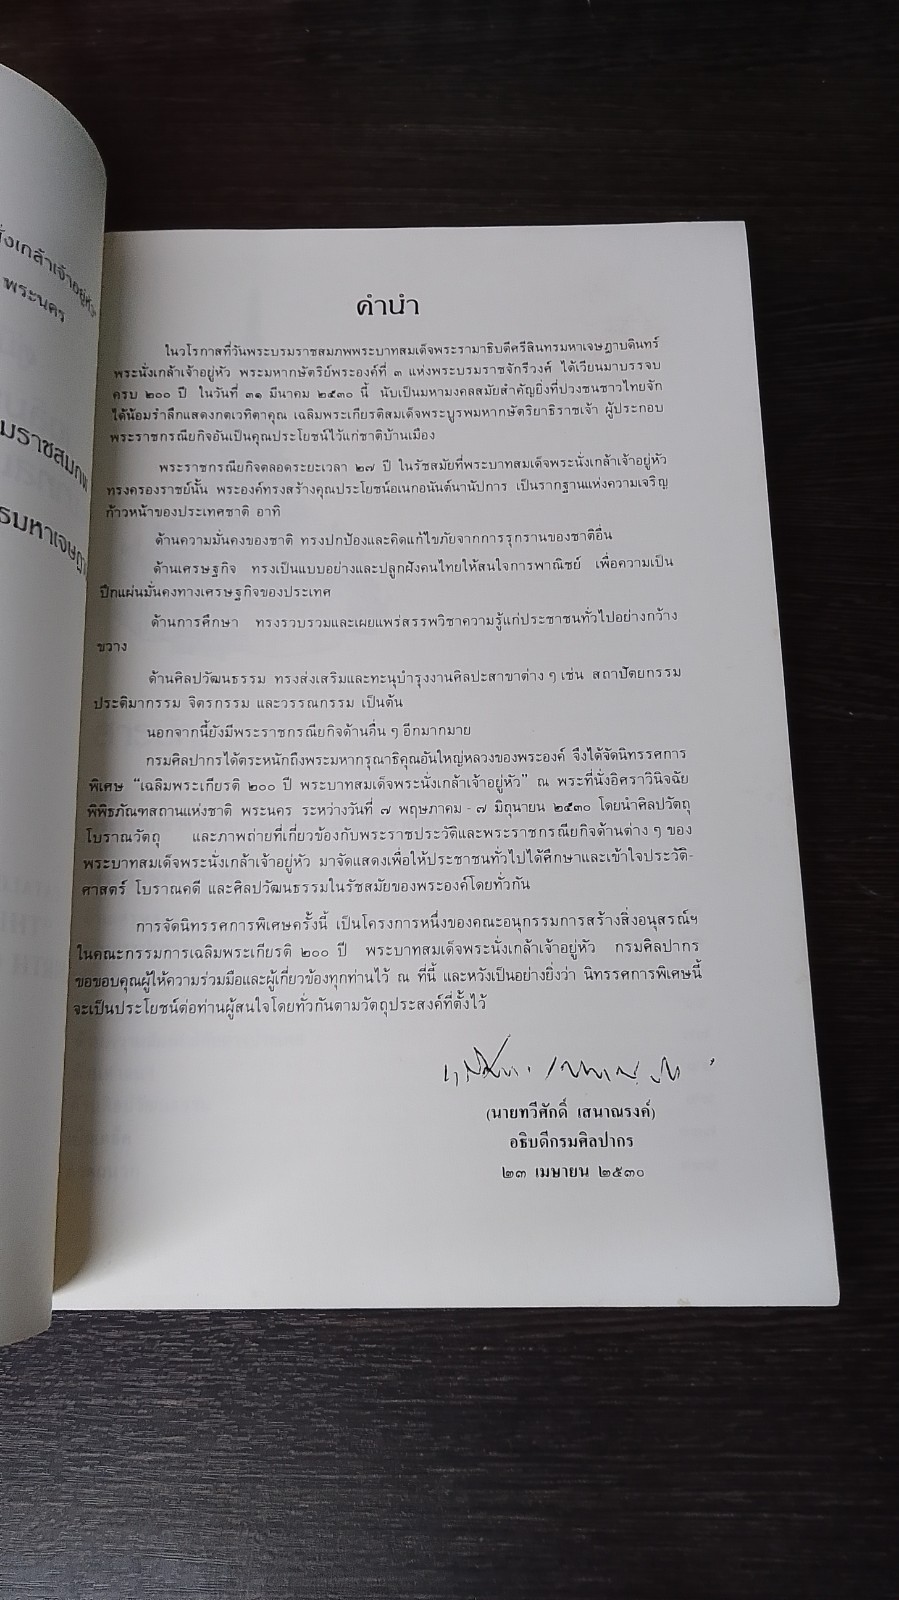 นั่งเกล้าเจ้าอยู่หัว
พระนคร
มราชสมภพ
รมหาเจษฎา
คำนำ
ในวโรกาสที่วันพระบรมราชสมภพพระบาทสมเด็จพระรามาธิบดีศรีสินทรมหาเจษฎาบดินทร์
พระนั่งเกล้าเจ้าอยู่หัว พระมหากษัตริย์พระองค์ที่ ๓ แห่งพระบรมราชจักรีวงศ์ ได้เวียนมาบรรจบ
ครบ ๒๐๐ ปี ในวันที่ ๓๑ มีนาคม ๒๕๓๐ นี้ นับเป็นมหามงคลสมัยสำคัญยิ่งที่ปวงชนชาวไทยจัก
ได้น้อมรำลึกแสดงกตเวทิตาคุณ เฉลิมพระเกียรติสมเด็จพระบูรพมหากษัตริยาธิราชเจ้า ผู้ประกอบ
พระราชกรณียกิจอันเป็นคุณประโยชน์ไว้แก่ชาติบ้านเมือง
พระราชกรณียกิจตลอดระยะเวลา ๒๗ ปี ในรัชสมัยที่พระบาทสมเด็จพระนั่งเกล้าเจ้าอยู่หัว
ทรงครองราชย์นั้น พระองค์ทรงสร้างคุณประโยชน์อเนกอนันต์นานัปการ เป็นรากฐานแห่งความเจริญ
ก้าวหน้าของประเทศชาติ อาทิ
ด้านความมั่นคงของชาติ ทรงปกป้องและคิดแก้ไขภัยจากการรุกรานของชาติอื่น
ด้านเศรษฐกิจ ทรงเป็นแบบอย่างและปลูกฝังคนไทยให้สนใจการพาณิชย์ เพื่อความเป็น
ปึกแผ่นมั่นคงทางเศรษฐกิจของประเทศ
ด้านการศึกษา ทรงรวบรวมและเผยแพร่สรรพวิชาความรู้แก่ประชาชนทั่วไปอย่างกว้าง
ขวาง
ด้านศิลปวัฒนธรรม ทรงส่งเสริมและทะนุบำรุงงานศิลปะสาขาต่าง ๆ เช่น สถาปัตยกรรม
ประติมากรรม จิตรกรรม และวรรณกรรม เป็นต้น
นอกจากนี้ยังมีพระราชกรณียกิจด้านอื่น ๆ อีกมากมาย
กรมศิลปากรได้ตระหนักถึงพระมหากรุณาธิคุณอันใหญ่หลวงของพระองค์ จึงได้จัดนิทรรศการ
พิเศษ "เฉลิมพระเกียรติ ๒๐๐ ปี พระบาทสมเด็จพระนั่งเกล้าเจ้าอยู่หัว" ณ พระที่นั่งอิศราวินิจฉัย
พิพิธภัณฑสถานแห่งชาติ พระนคร ระหว่างวันที่ ๗ พฤษภาคม - ๗ มิถุนายน ๒๕๓๐ โดยนำศิลปวัตถุ
โบราณวัตถุ และภาพถ่ายที่เกี่ยวข้องกับพระราชประวัติและพระราชกรณียกิจด้านต่าง ๆ ของ
พระบาทสมเด็จพระนั่งเกล้าเจ้าอยู่หัว มาจัดแสดงเพื่อให้ประชาชนทั่วไปได้ศึกษาและเข้าใจประวัติ-
ศาสตร์ โบราณคดี และศิลปวัฒนธรรมในรัชสมัยของพระองค์โดยทั่วกัน
การจัดนิทรรศการพิเศษครั้งนี้ เป็นโครงการหนึ่งของคณะอนุกรรมการสร้างสิ่งอนุสรณ์ฯ
ในคณะกรรมการเฉลิมพระเกียรติ ๒๐๐ ปี พระบาทสมเด็จพระนั่งเกล้าเจ้าอยู่หัว กรมศิลปากร
ขอขอบคุณผู้ให้ความร่วมมือและผู้เกี่ยวข้องทุกท่านไว้ ณ ที่นี้ และหวังเป็นอย่างยิ่งว่า นิทรรศการพิเศษนี้
จะเป็นประโยชน์ต่อท่านผู้สนใจโดยทั่วกันตามวัตถุประสงค์ที่ตั้งไว้
(นายทวีศักดิ์ เสนาณรงค์)
อธิบดีกรมศิลปากร
๒๓ เมษายน ๒๕๓๐